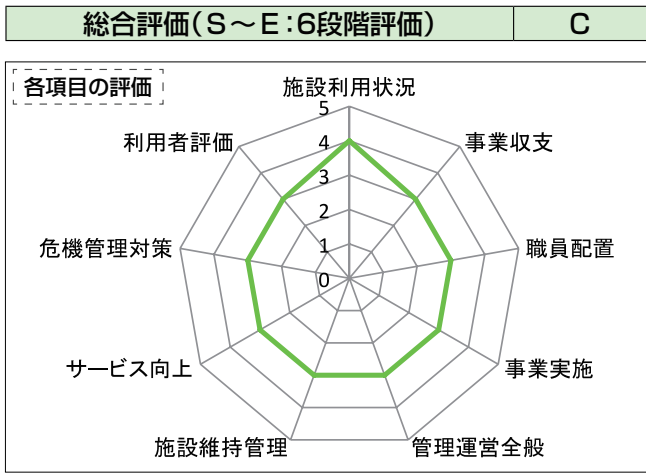 総合評価(S～E:6段階評価) C
各項目の評価
施設利用状況
5
4
3
2
1
0
事業収支
職員配置
事業実施
管理運営全般
施設維持管理
サービス向上
危機管理対策
利用者評価